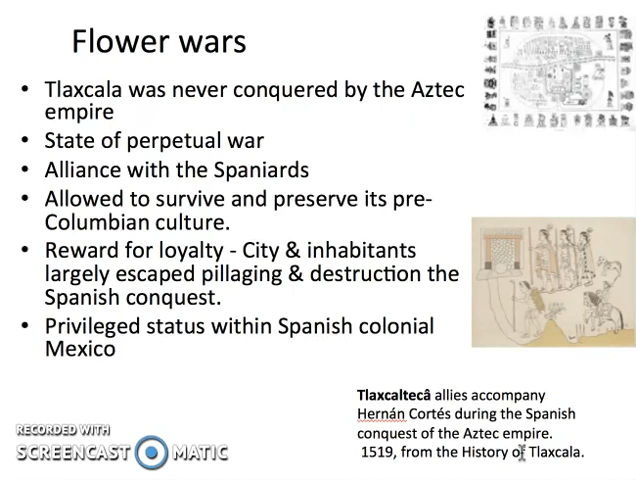 Flower wars
• Tlaxcala was never conquered by the Aztec
empire
• State of perpetual war
• Alliance with the Spaniards
• Allowed to survive and preserve its pre-
Columbian culture.
• Reward for loyalty - City & inhabitants
largely escaped pillaging & destruction the
Spanish conquest.
• Privileged status within Spanish colonial
Mexico
Tlaxcaltecâ allies accompany
Hernán Cortés during the Spanish
conquest of the Aztec empire.
1519, from the History of Tlaxcala.
RECORDED WITH
SCREENCAST MATIC